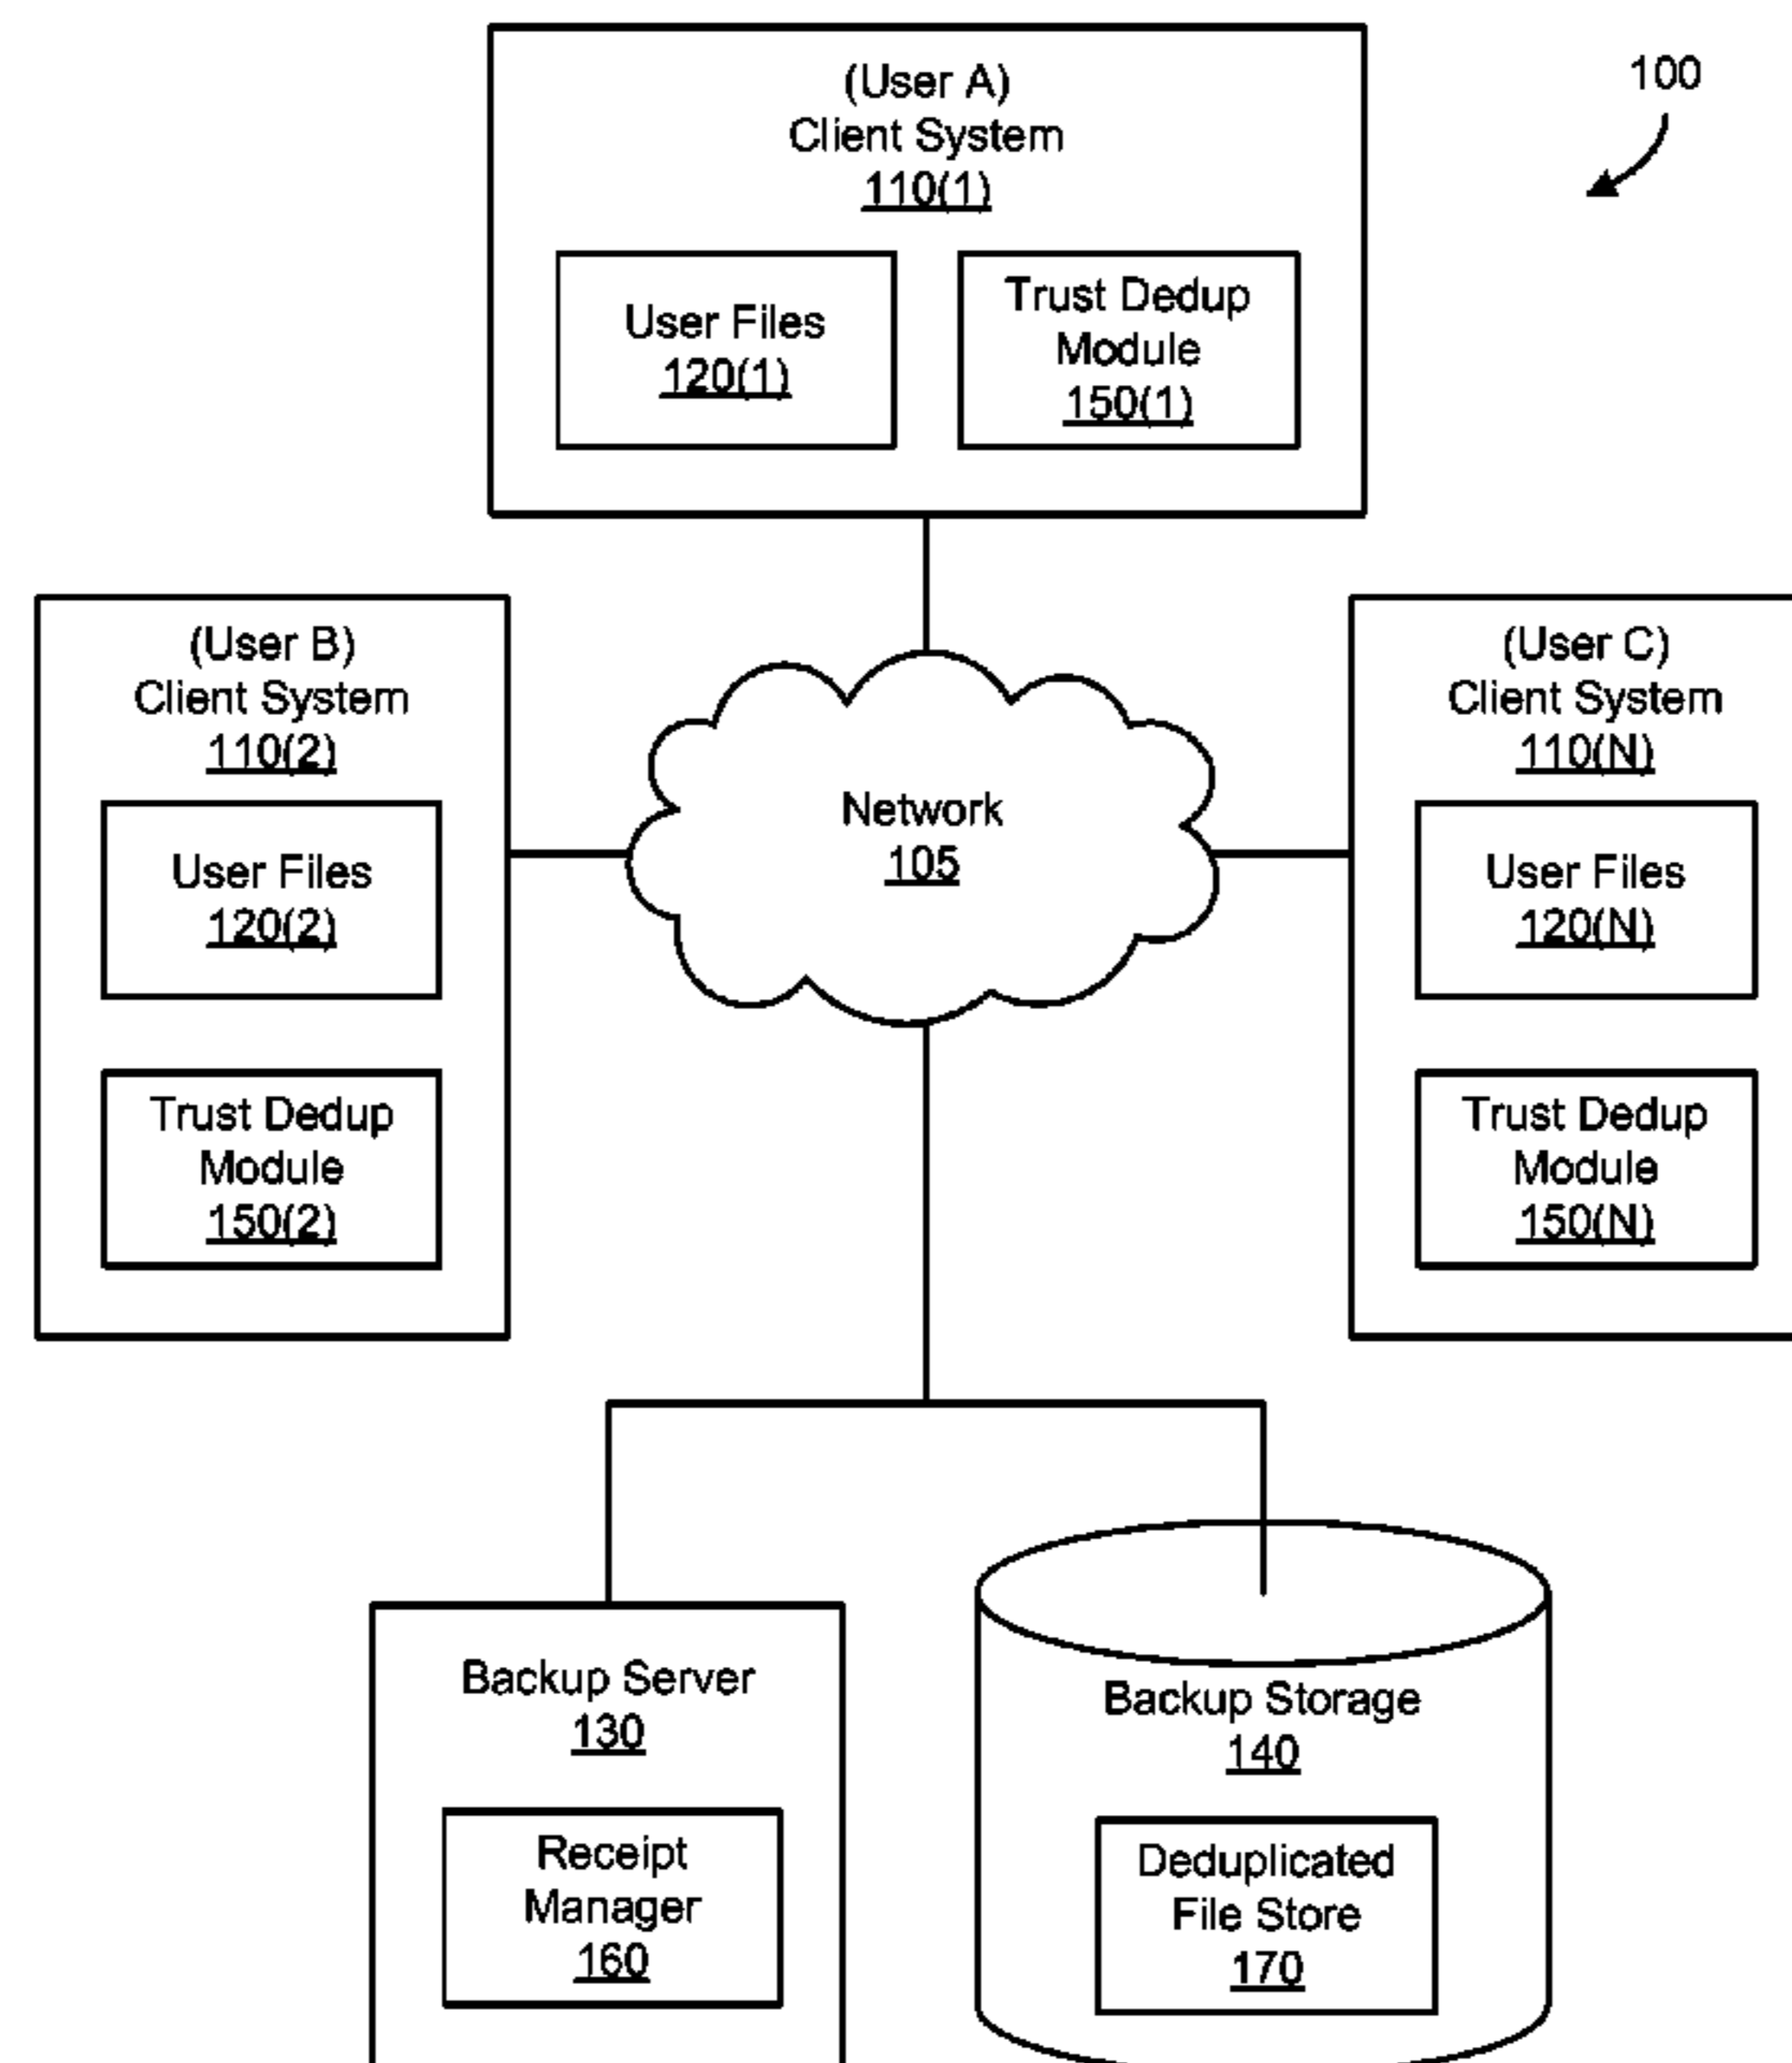 100
(User A)
Client System
110(1)
User Files
120(1)
Trust Dedup
Module
150(1)
(User B)
Client System
110(2)
User Files
120(2)
Trust Dedup
Module
150(2)
Network
105
(User C)
Client System
110(N)
User Files
120(N)
Trust Dedup
Module
150(N)
Backup Server
130
Receipt
Manager
160
Backup Storage
140
Deduplicated
File Store
170